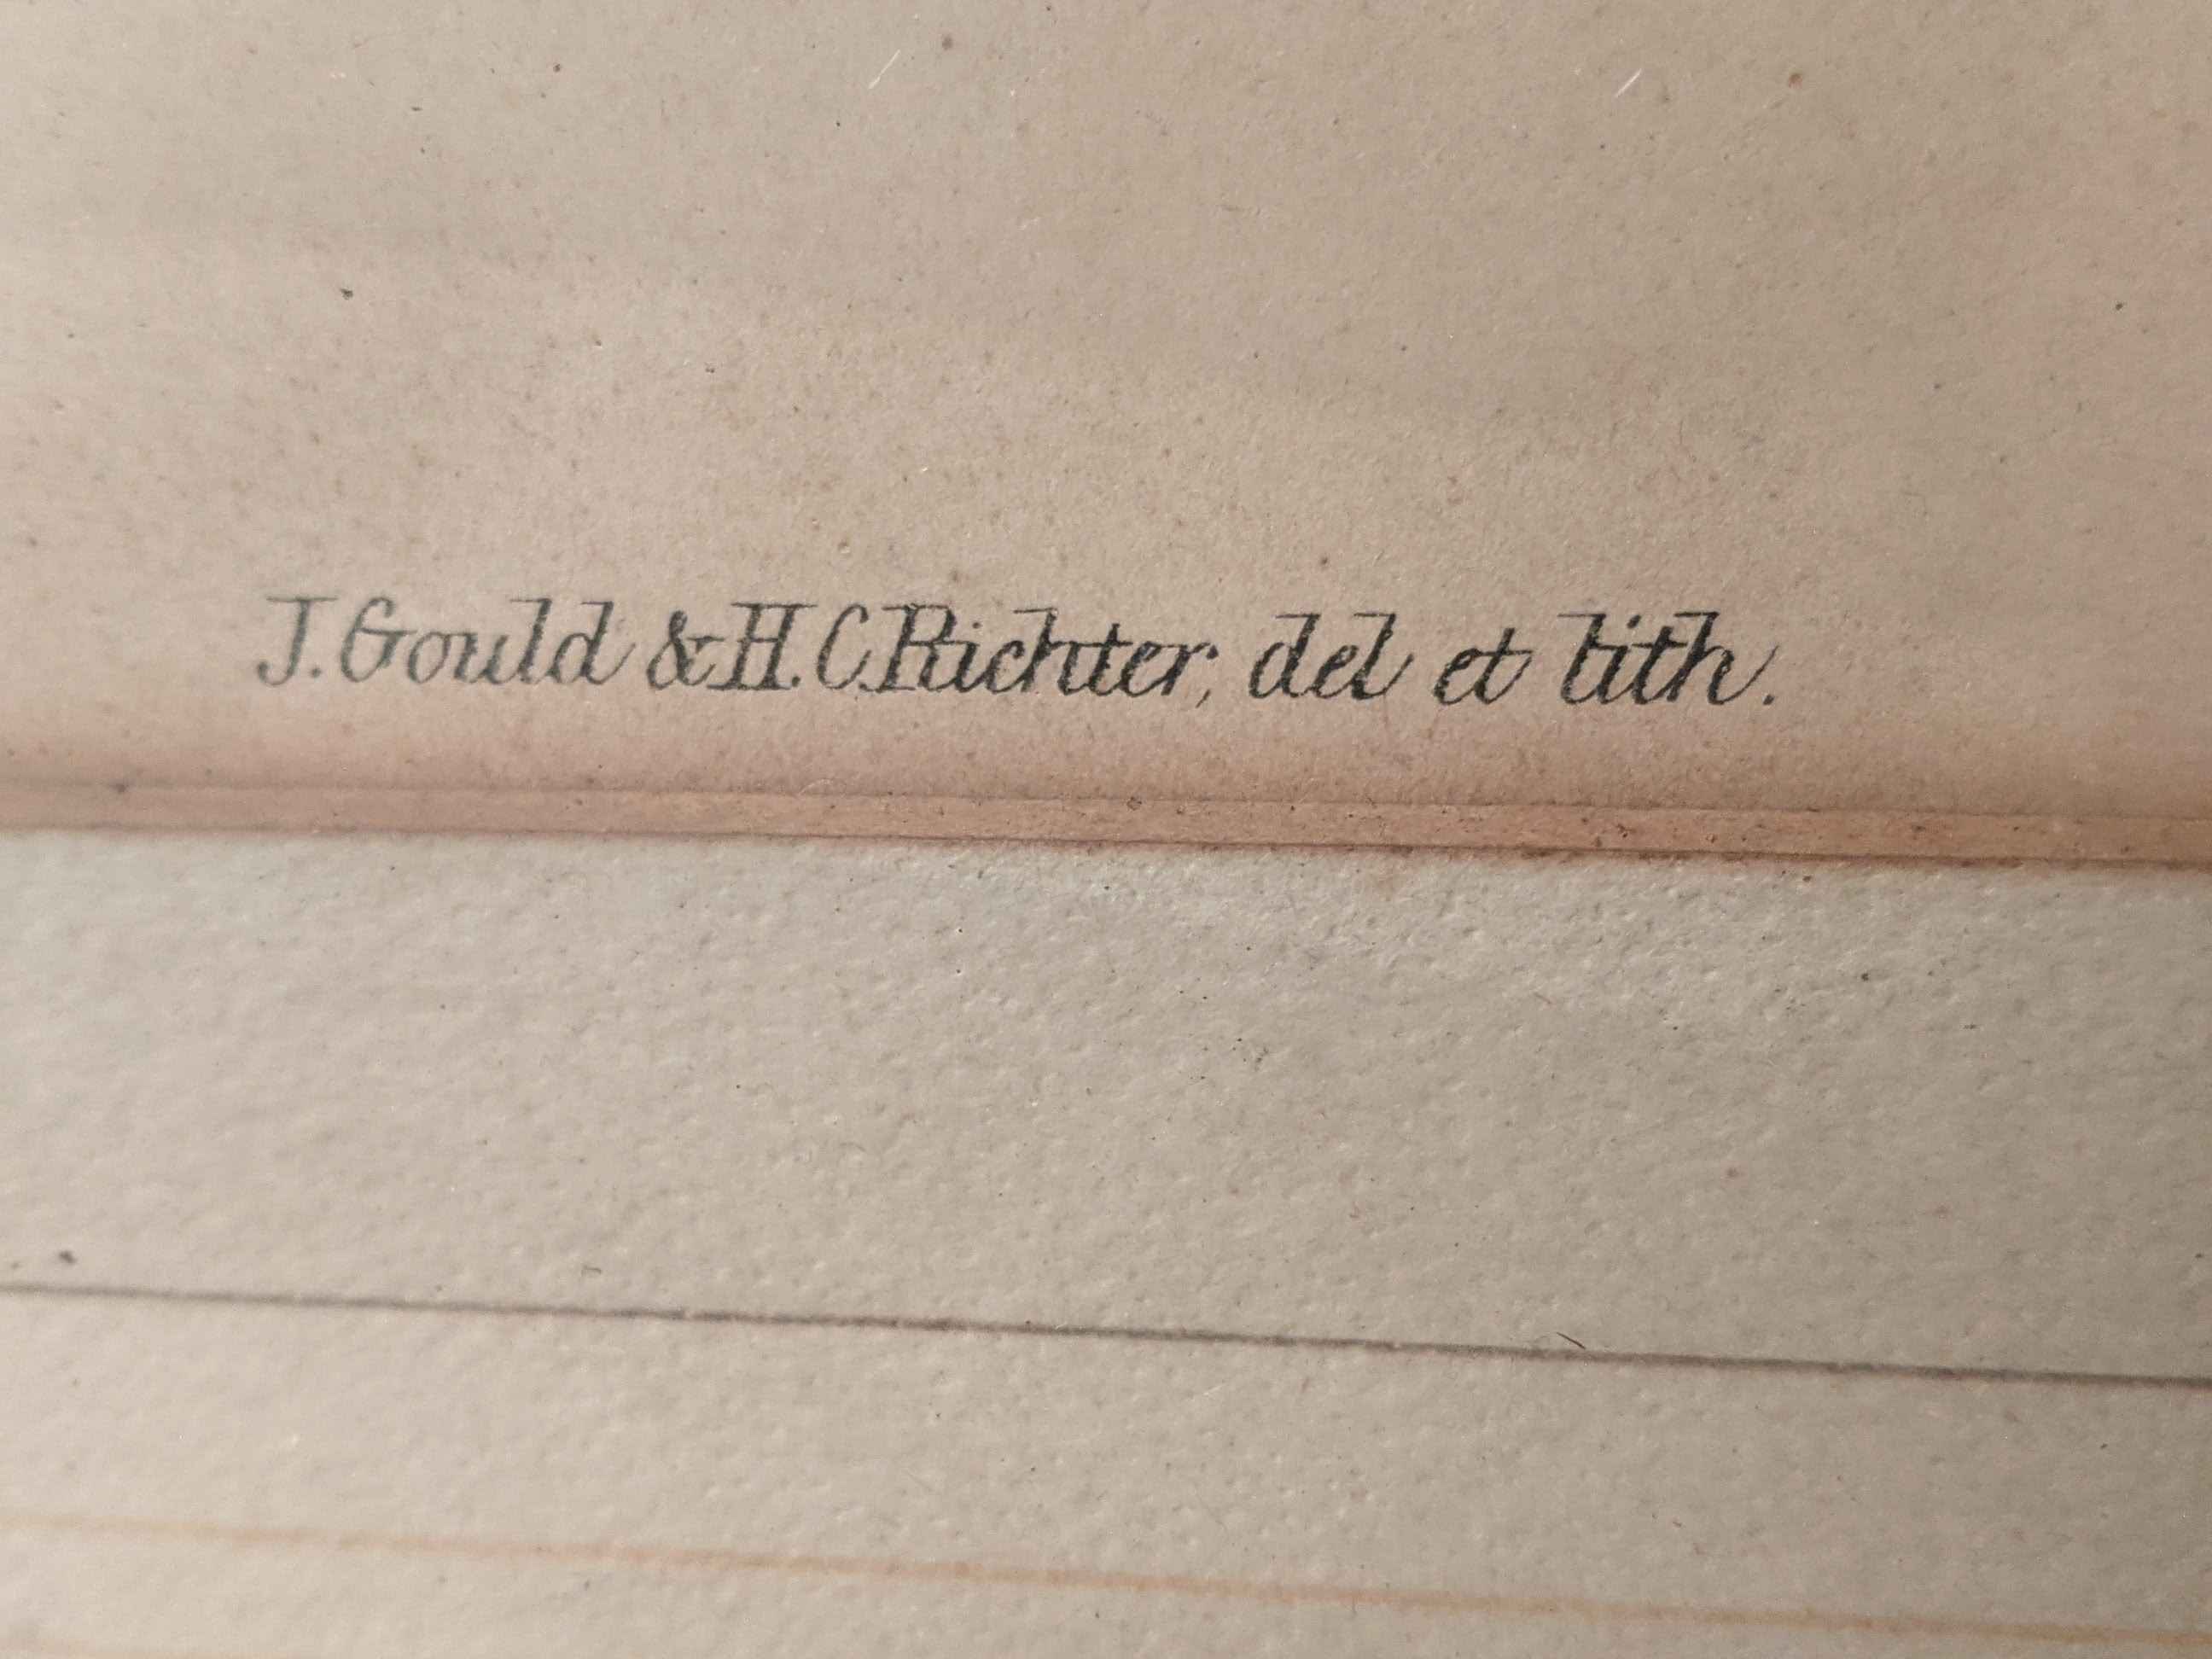 J. Gould & H. C. Richter, del et lith.